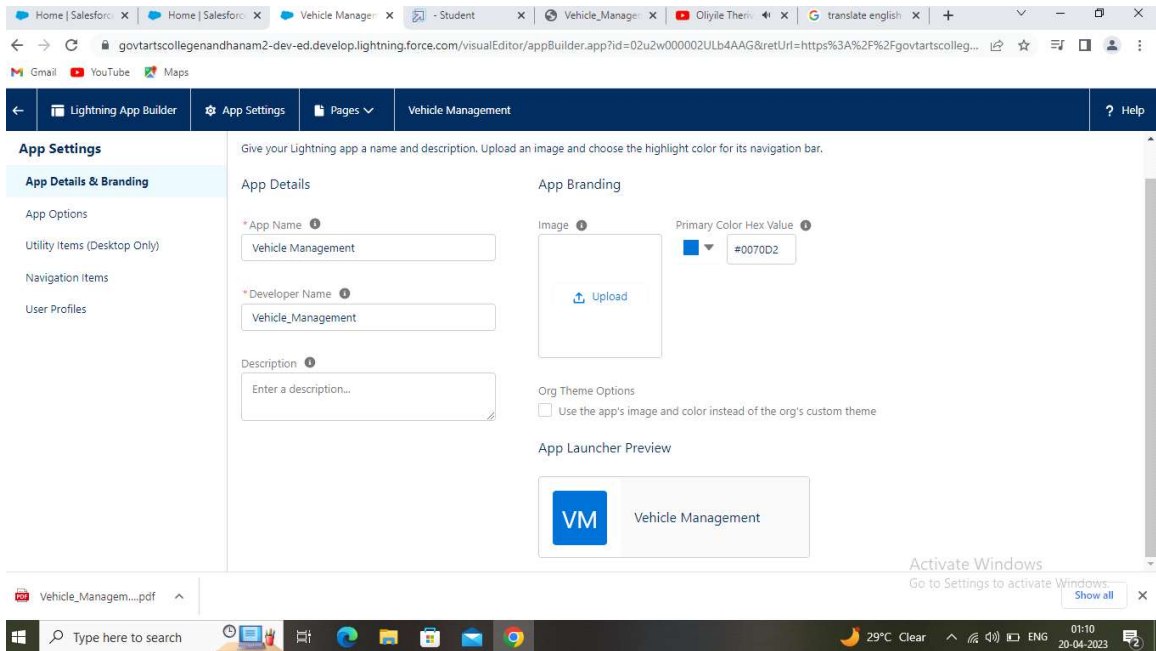 Home | Salesforc
Home | Salesforc
Vehicle Manager
- Student
Vehicle_Manager
Oliyile Theriv
translate english
govtartscollegenandhanam2-dev-ed.develop.lightning.force.com/visualEditor/appBuilder.app?id=02u2w000002ULb4AAG&retUrl=https%3A%2F%2Fgovtartscolleg...
Gmail YouTube Maps
Lightning App Builder App Settings Pages Vehicle Management ? Help
App Settings
App Details & Branding
App Options
Utility Items (Desktop Only)
Navigation Items
User Profiles
Give your Lightning app a name and description. Upload an image and choose the highlight color for its navigation bar.
App Details
*App Name
Vehicle Management
*Developer Name
Vehicle_Management
Description
Enter a description...
App Branding
Image
Upload
Primary Color Hex Value
#0070D2
Org Theme Options
Use the app's image and color instead of the org's custom theme
App Launcher Preview
VM Vehicle Management
Activate Windows
Go to Settings to activate Windows.
PDF Vehicle_Managem....pdf
Show all
Type here to search
29°C Clear
ENG
01:10
20-04-2023
2